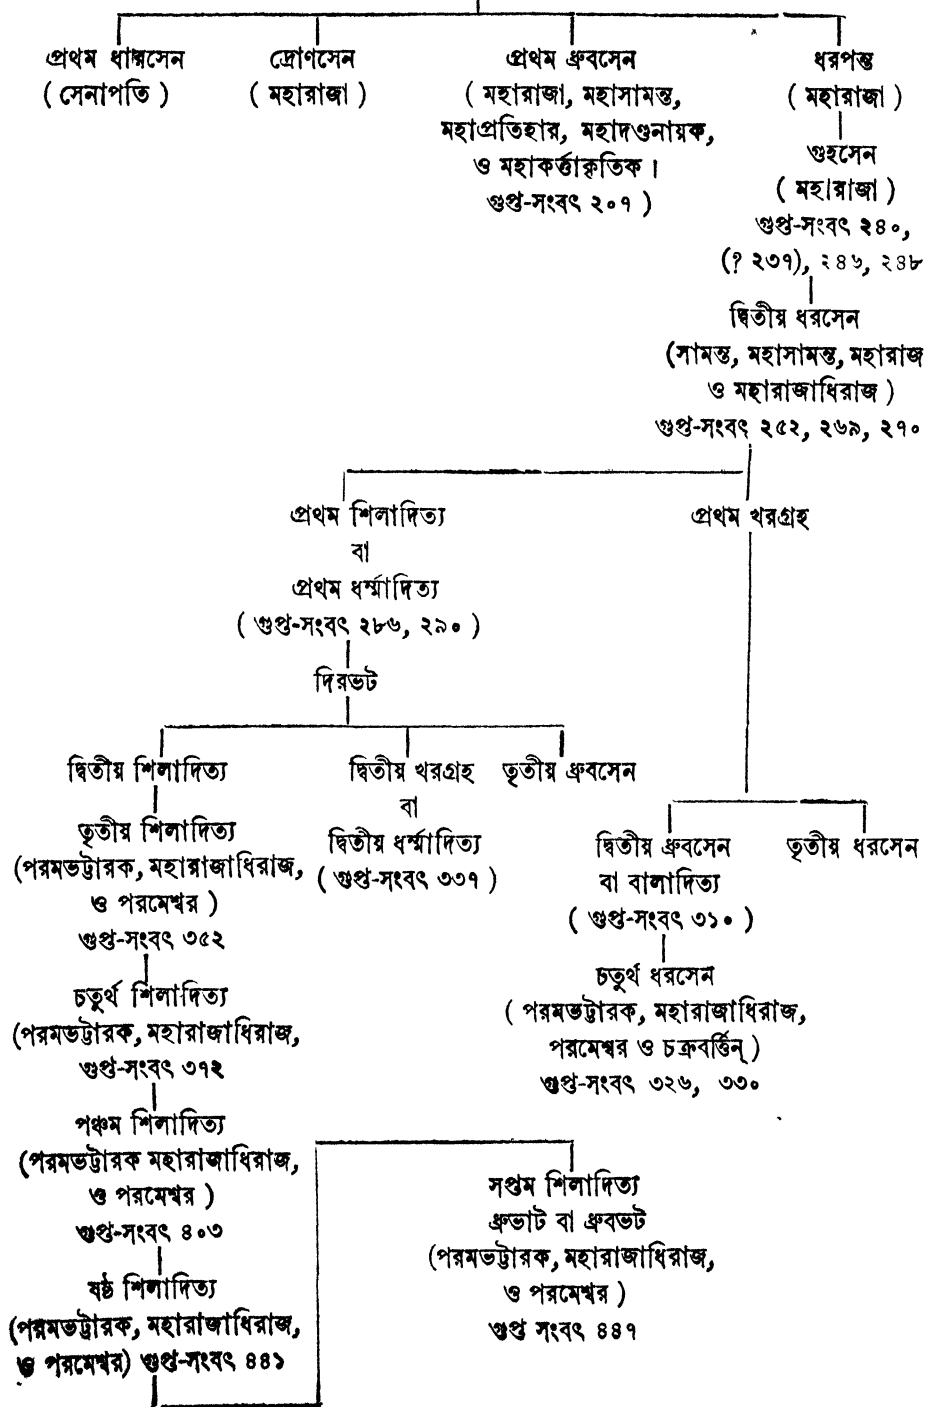 প্রথম ধারসেন
( সেনাপতি )
দ্রোণসেন
( মহারাজা )
প্রথম ধ্রুবসেন
( মহারাজা, মহাসামন্ত,
মহাপ্রতিহার, মহাদণ্ডনায়ক,
ও মহাকর্ত্তাকৃতিক ।
গুপ্ত-সংবৎ ২০৭ )
ধরপত্ত
( মহারাজা )
গুহসেন
( মহারাজা )
গুপ্ত-সংবৎ ২৪০,
(? ২৩৭), ২৪৬, ২৪৮
দ্বিতীয় ধরসেন
(সামন্ত, মহাসামন্ত, মহারাজ
ও মহারাজাধিরাজ )
গুপ্ত-সংবৎ ২৫২, ২৬৯, ২৭০
প্রথম শিলাদিত্য
বা
প্রথম ধর্ম্মাদিত্য
( গুপ্ত-সংবৎ ২৮৬, ২৯০ )
প্রথম খরগ্রহ
দিরভট
দ্বিতীয় শিলাদিত্য
দ্বিতীয় খরগ্রহ
বা
দ্বিতীয় ধর্ম্মাদিত্য
( গুপ্ত-সংবৎ ৩৩৭ )
তৃতীয় ধ্রুবসেন
তৃতীয় শিলাদিত্য
(পরমভট্টারক, মহারাজাধিরাজ,
ও পরমেশ্বর )
গুপ্ত-সংবৎ ৩৫২
দ্বিতীয় ধ্রুবসেন
বা বালাদিত্য
( গুপ্ত-সংবৎ ৩১০ )
তৃতীয় ধরসেন
চতুর্থ ধরসেন
( পরমভট্টারক, মহারাজাধিরাজ,
পরমেশ্বর ও চক্রবর্ত্তিন্ )
গুপ্ত-সংবৎ ৩২৬, ৩৩০
চতুর্থ শিলাদিত্য
(পরমভট্টারক, মহারাজাধিরাজ,
গুপ্ত-সংবৎ ৩৭২
পঞ্চম শিলাদিত্য
(পরমভট্টারক মহারাজাধিরাজ,
ও পরমেশ্বর )
গুপ্ত-সংবৎ ৪০৩
ষষ্ঠ শিলাদিত্য
(পরমভট্টারক, মহারাজাধিরাজ,
ও পরমেশ্বর) গুপ্ত-সংবৎ ৪৪১
সপ্তম শিলাদিত্য
ধ্রুভাট বা ধ্রুবভট
(পরমভট্টারক, মহারাজাধিরাজ,
ও পরমেশ্বর )
গুপ্ত সংবৎ ৪৪৭